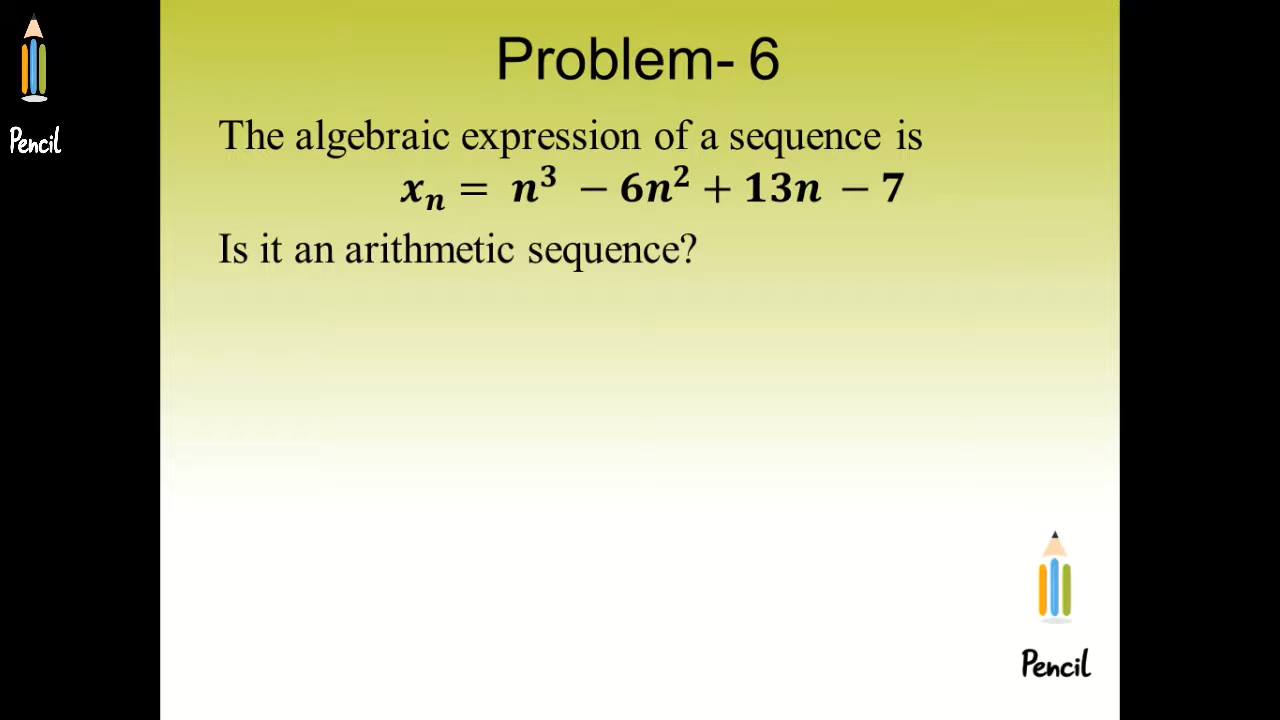 Problem- 6
Pencil
The algebraic expression of a sequence is
xₙ = n³ − 6n² + 13n − 7
Is it an arithmetic sequence?
Pencil